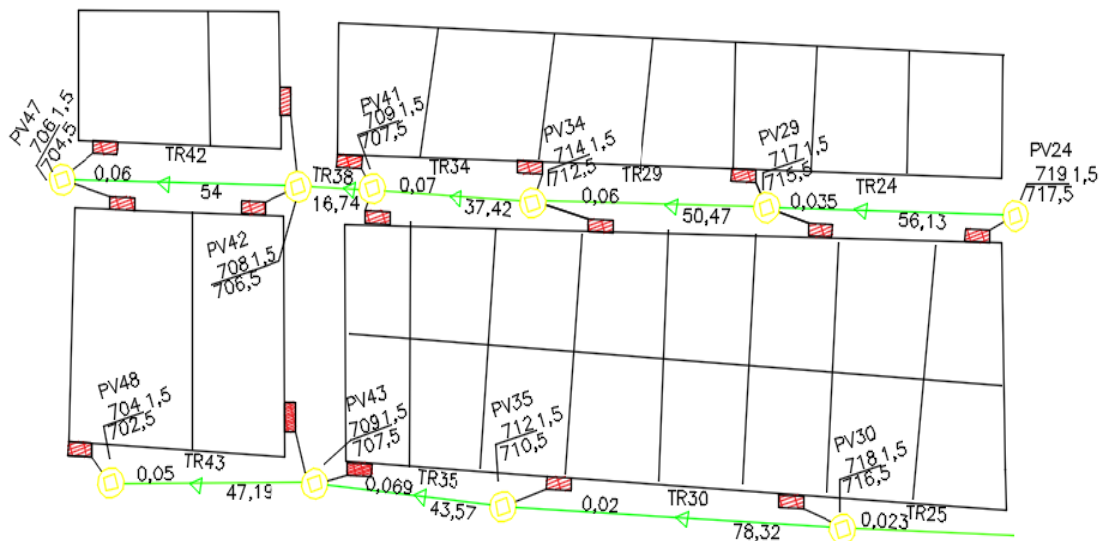 PV47
706 1,5
704,5
TR42
0,06
54
PV42
708 1,5
706,5
TR38
16,74
PV41
709 1,5
707,5
TR34
0,07
37,42
PV34
714 1,5
712,5
TR29
0,06
50,47
PV29
717 1,5
715,5
TR24
0,035
56,13
PV24
719 1,5
717,5
PV48
704 1,5
702,5
TR43
0,05
47,19
PV43
709 1,5
707,5
TR35
0,069
43,57
PV35
712 1,5
710,5
TR30
0,02
78,32
PV30
718 1,5
716,5
0,023
TR25